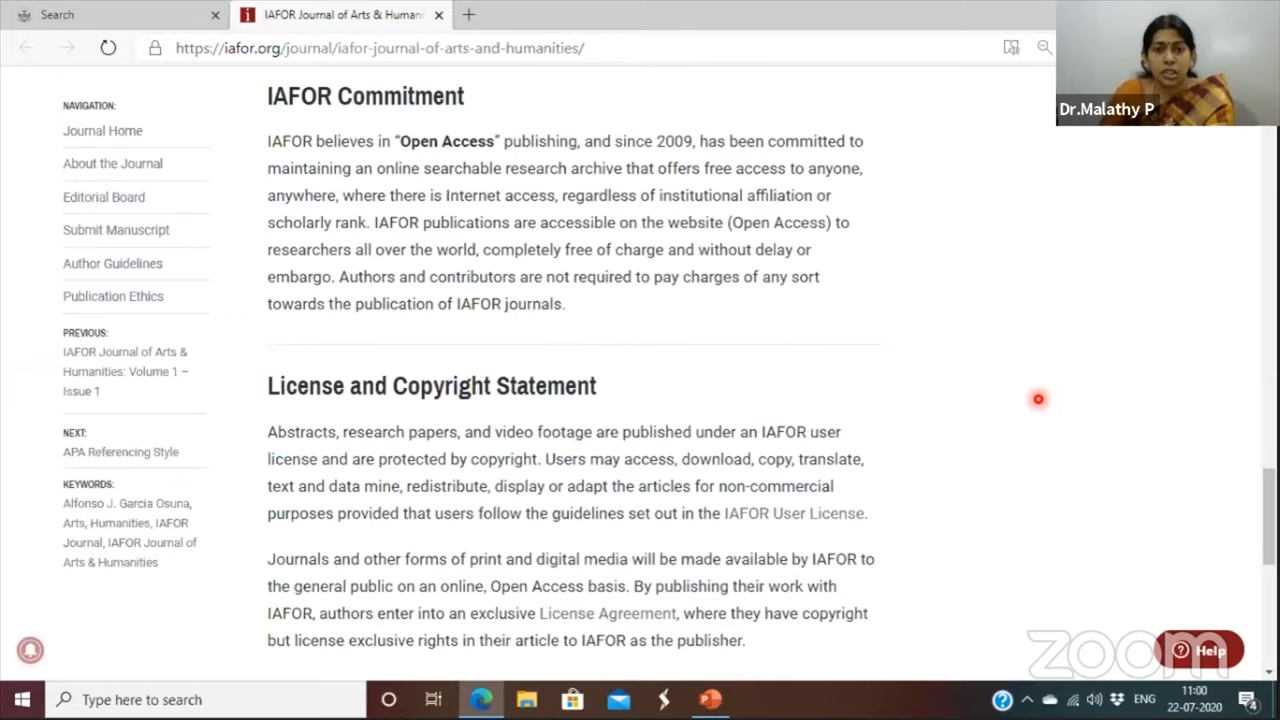 Search
IAFOR Journal of Arts & Human
https://iafor.org/journal/iafor-journal-of-arts-and-humanities/
Dr.Malathy P
NAVIGATION:
Journal Home
About the Journal
Editorial Board
Submit Manuscript
Author Guidelines
Publication Ethics
PREVIOUS:
IAFOR Journal of Arts &
Humanities: Volume 1 –
Issue 1
NEXT:
APA Referencing Style
KEYWORDS:
Alfonso J. Garcia Osuna,
Arts, Humanities, IAFOR
Journal, IAFOR Journal of
Arts & Humanities
IAFOR Commitment
IAFOR believes in “Open Access” publishing, and since 2009, has been committed to
maintaining an online searchable research archive that offers free access to anyone,
anywhere, where there is Internet access, regardless of institutional affiliation or
scholarly rank. IAFOR publications are accessible on the website (Open Access) to
researchers all over the world, completely free of charge and without delay or
embargo. Authors and contributors are not required to pay charges of any sort
towards the publication of IAFOR journals.
License and Copyright Statement
Abstracts, research papers, and video footage are published under an IAFOR user
license and are protected by copyright. Users may access, download, copy, translate,
text and data mine, redistribute, display or adapt the articles for non-commercial
purposes provided that users follow the guidelines set out in the IAFOR User License.
Journals and other forms of print and digital media will be made available by IAFOR to
the general public on an online, Open Access basis. By publishing their work with
IAFOR, authors enter into an exclusive License Agreement, where they have copyright
but license exclusive rights in their article to IAFOR as the publisher.
zoom
Help
Type here to search
ENG
11:00
22-07-2020
4